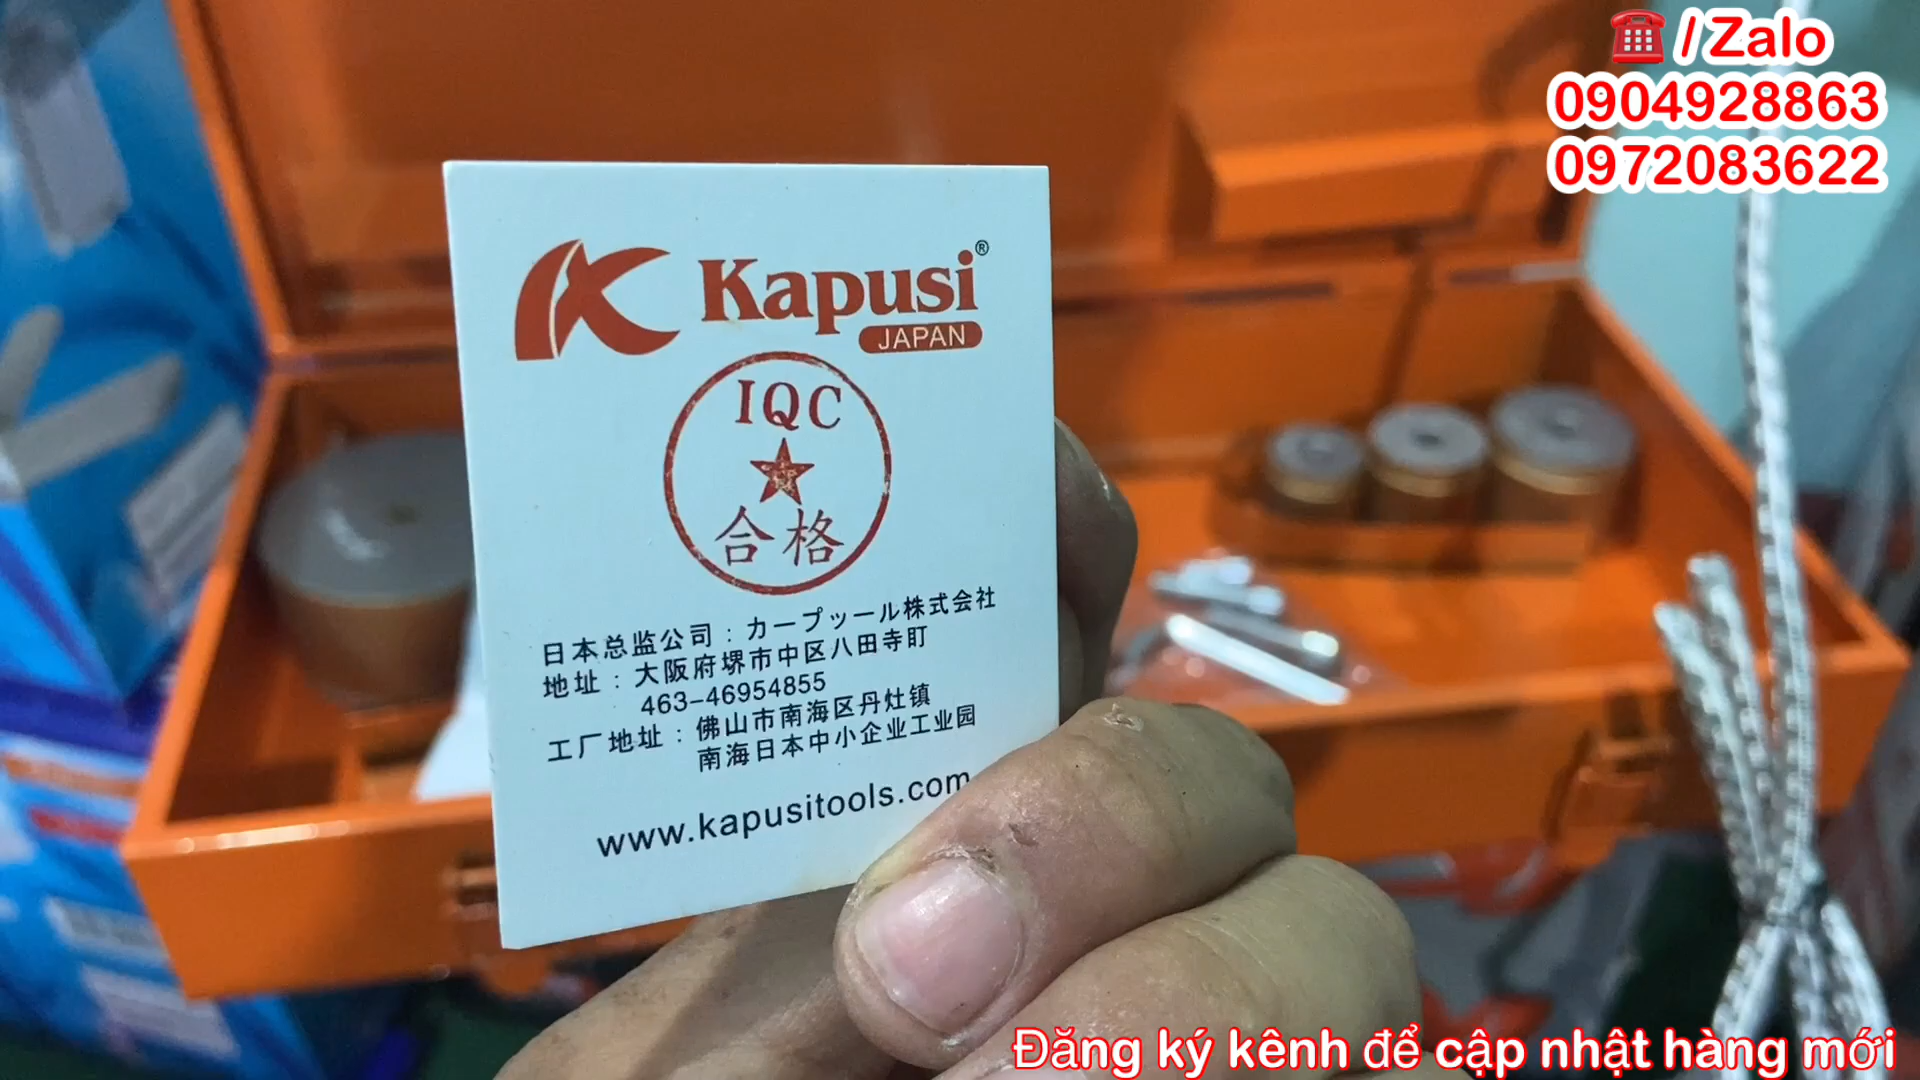 ☎️/Zalo
0904928863
0972083622
Kapusi®
JAPAN
IQC
合格
日本总监公司：カープッール株式会社
地址：大阪府堺市中区八田寺町
463-46954855
工厂地址：佛山市南海区丹灶镇
南海日本中小企业工业园
www.kapusitools.com
Đăng ký kênh để cập nhật hàng mới